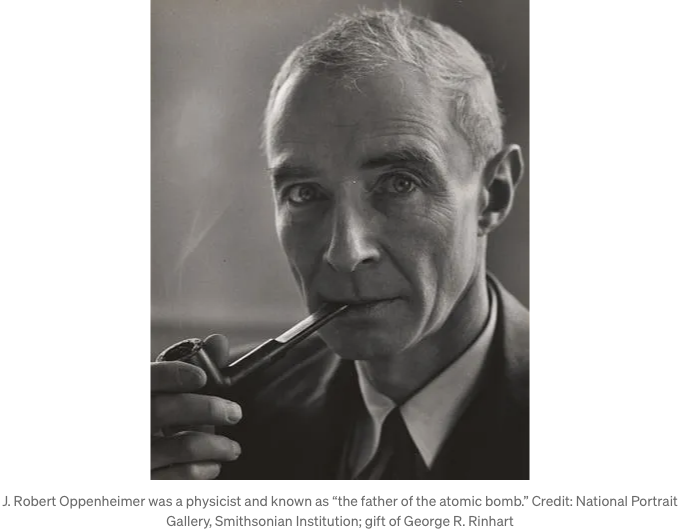 J. Robert Oppenheimer was a physicist and known as “the father of the atomic bomb.” Credit: National Portrait
Gallery, Smithsonian Institution; gift of George R. Rinhart